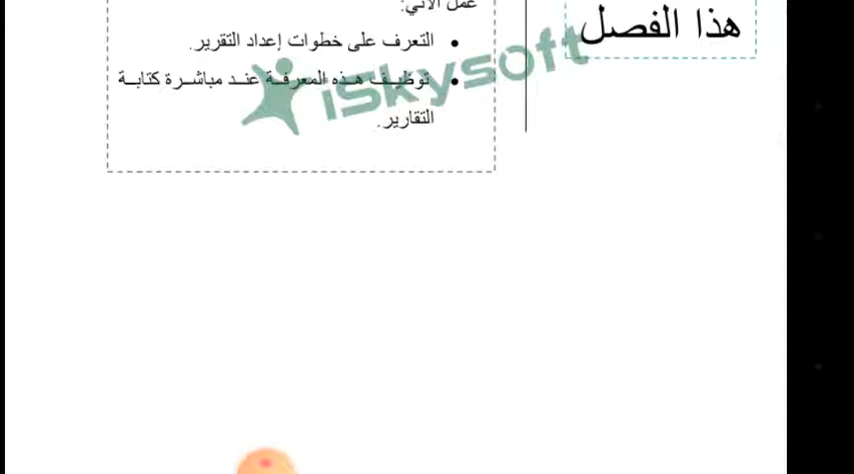 هذا الفصل
عمل الآتي:
• التعرف على خطوات إعداد التقرير.
• توظيف هذه المعرفة عند مباشرة كتابة
التقارير.
iskysoft